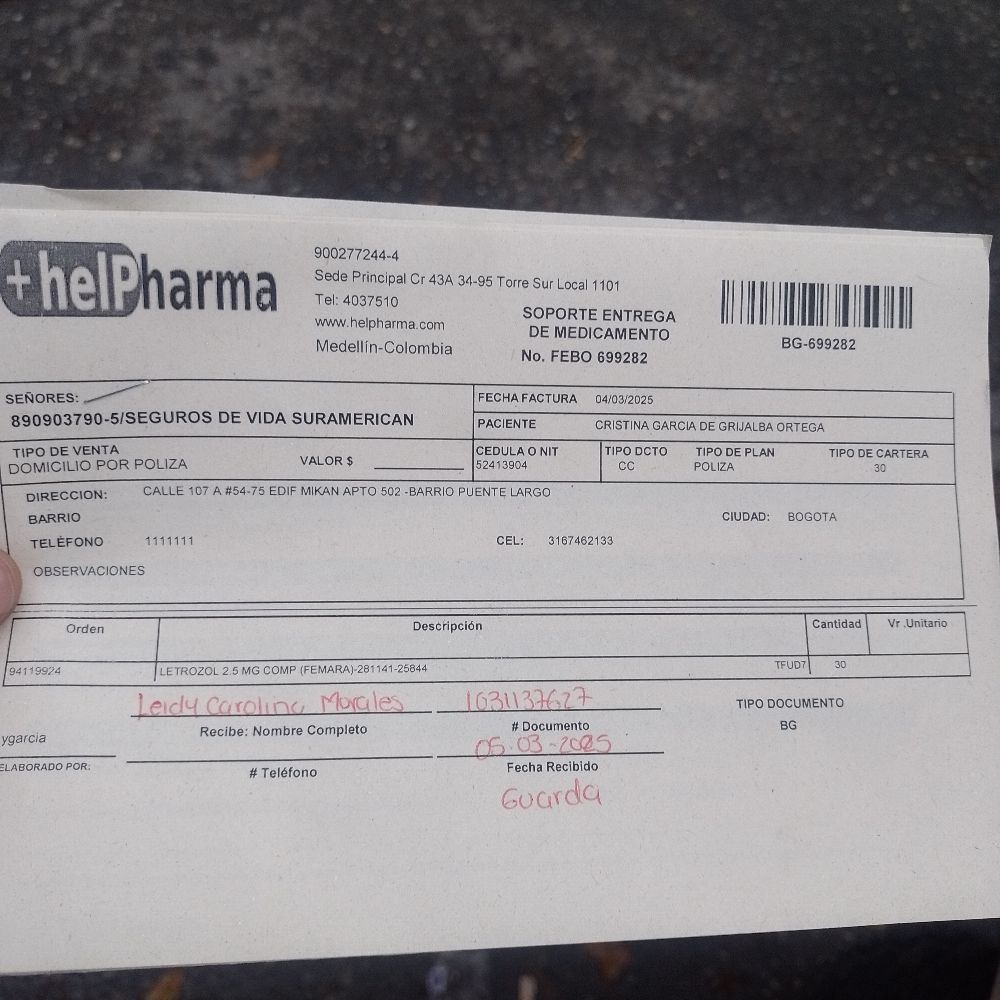 +helPharma
900277244-4
Sede Principal Cr 43A 34-95 Torre Sur Local 1101
Tel: 4037510
www.helpharma.com
Medellín-Colombia
SOPORTE ENTREGA
DE MEDICAMENTO
No. FEBO 699282
BG-699282
SEÑORES:
890903790-5/SEGUROS DE VIDA SURAMERICAN
FECHA FACTURA 04/03/2025
PACIENTE CRISTINA GARCIA DE GRIJALBA ORTEGA
TIPO DE VENTA
DOMICILIO POR POLIZA
VALOR $
CEDULA O NIT
52413904
TIPO DCTO
CC
TIPO DE PLAN
POLIZA
TIPO DE CARTERA
30
DIRECCION: CALLE 107 A #54-75 EDIF MIKAN APTO 502 -BARRIO PUENTE LARGO
BARRIO
CIUDAD: BOGOTA
TELÉFONO 1111111
CEL: 3167462133
OBSERVACIONES
Orden Descripción Cantidad Vr .Unitario
94119924 LETROZOL 2.5 MG COMP (FEMARA)-281141-25844 TFUD7 30
Leidy Carolina Morales 1031137627
Recibe: Nombre Completo # Documento
TIPO DOCUMENTO
BG
ygarcia
05.03-2025
ELABORADO POR: # Teléfono Fecha Recibido
Guarda